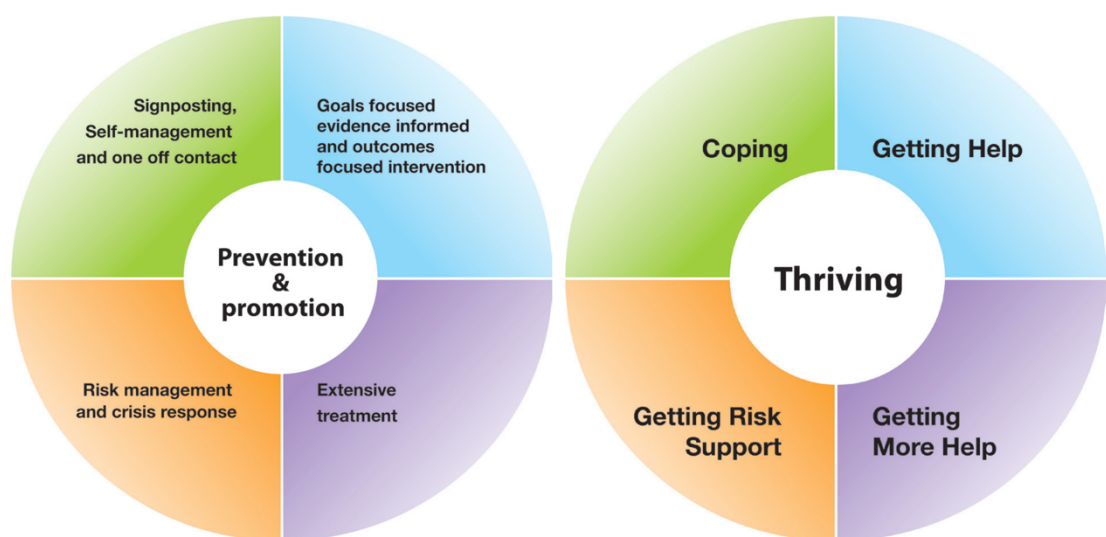 Signposting,
Self-management
and one off contact
Goals focused
evidence informed
and outcomes
focused intervention
Prevention
&
promotion
Risk management
and crisis response
Extensive
treatment
Coping
Getting Help
Thriving
Getting Risk
Support
Getting
More Help